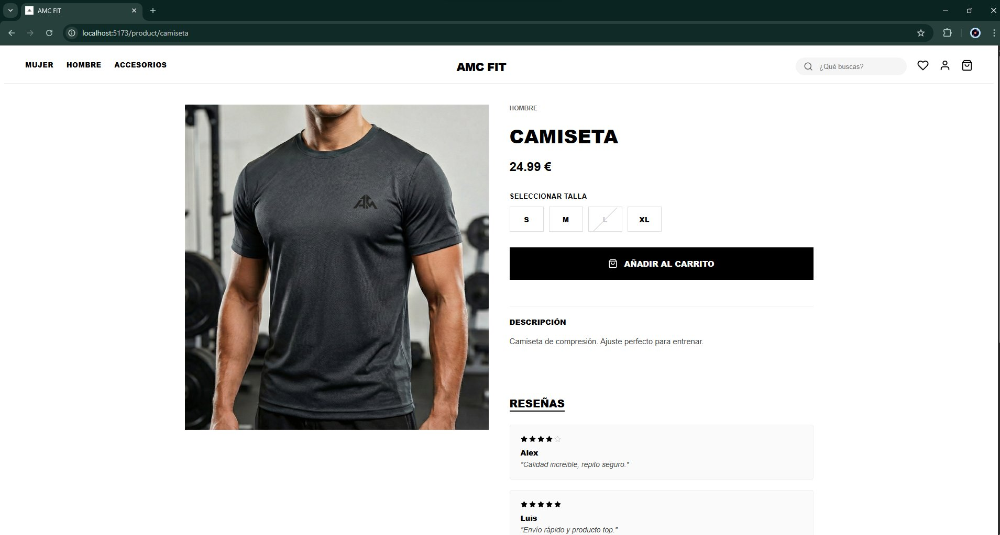 AMC FIT
localhost:5173/product/camiseta
MUJER HOMBRE ACCESORIOS
AMC FIT
¿Qué buscas?
HOMBRE
CAMISETA
24.99 €
SELECCIONAR TALLA
S M L XL
AÑADIR AL CARRITO
DESCRIPCIÓN
Camiseta de compresión. Ajuste perfecto para entrenar.
RESEÑAS
Alex
"Calidad increible, repito seguro."
Luis
"Envío rápido y producto top."